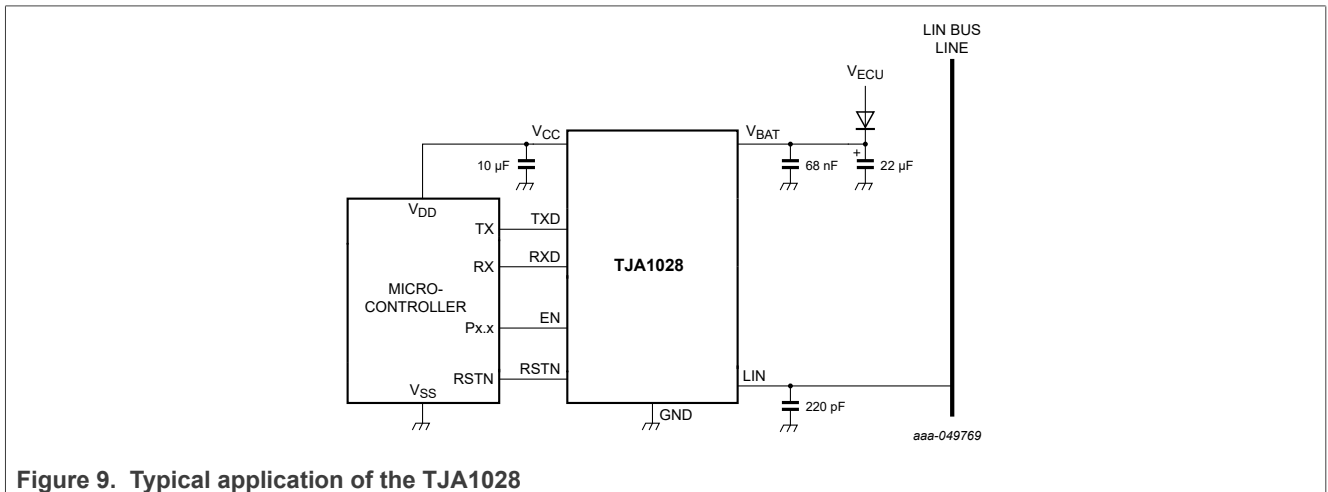 LIN BUS
LINE
VECU
VCC
VBAT
10 µF
68 nF
+
22 µF
VDD
TX
TXD
RX
RXD
TJA1028
MICRO-
CONTROLLER
Px.x
EN
RSTN
RSTN
LIN
VSS
GND
220 pF
aaa-049769
Figure 9. Typical application of the TJA1028